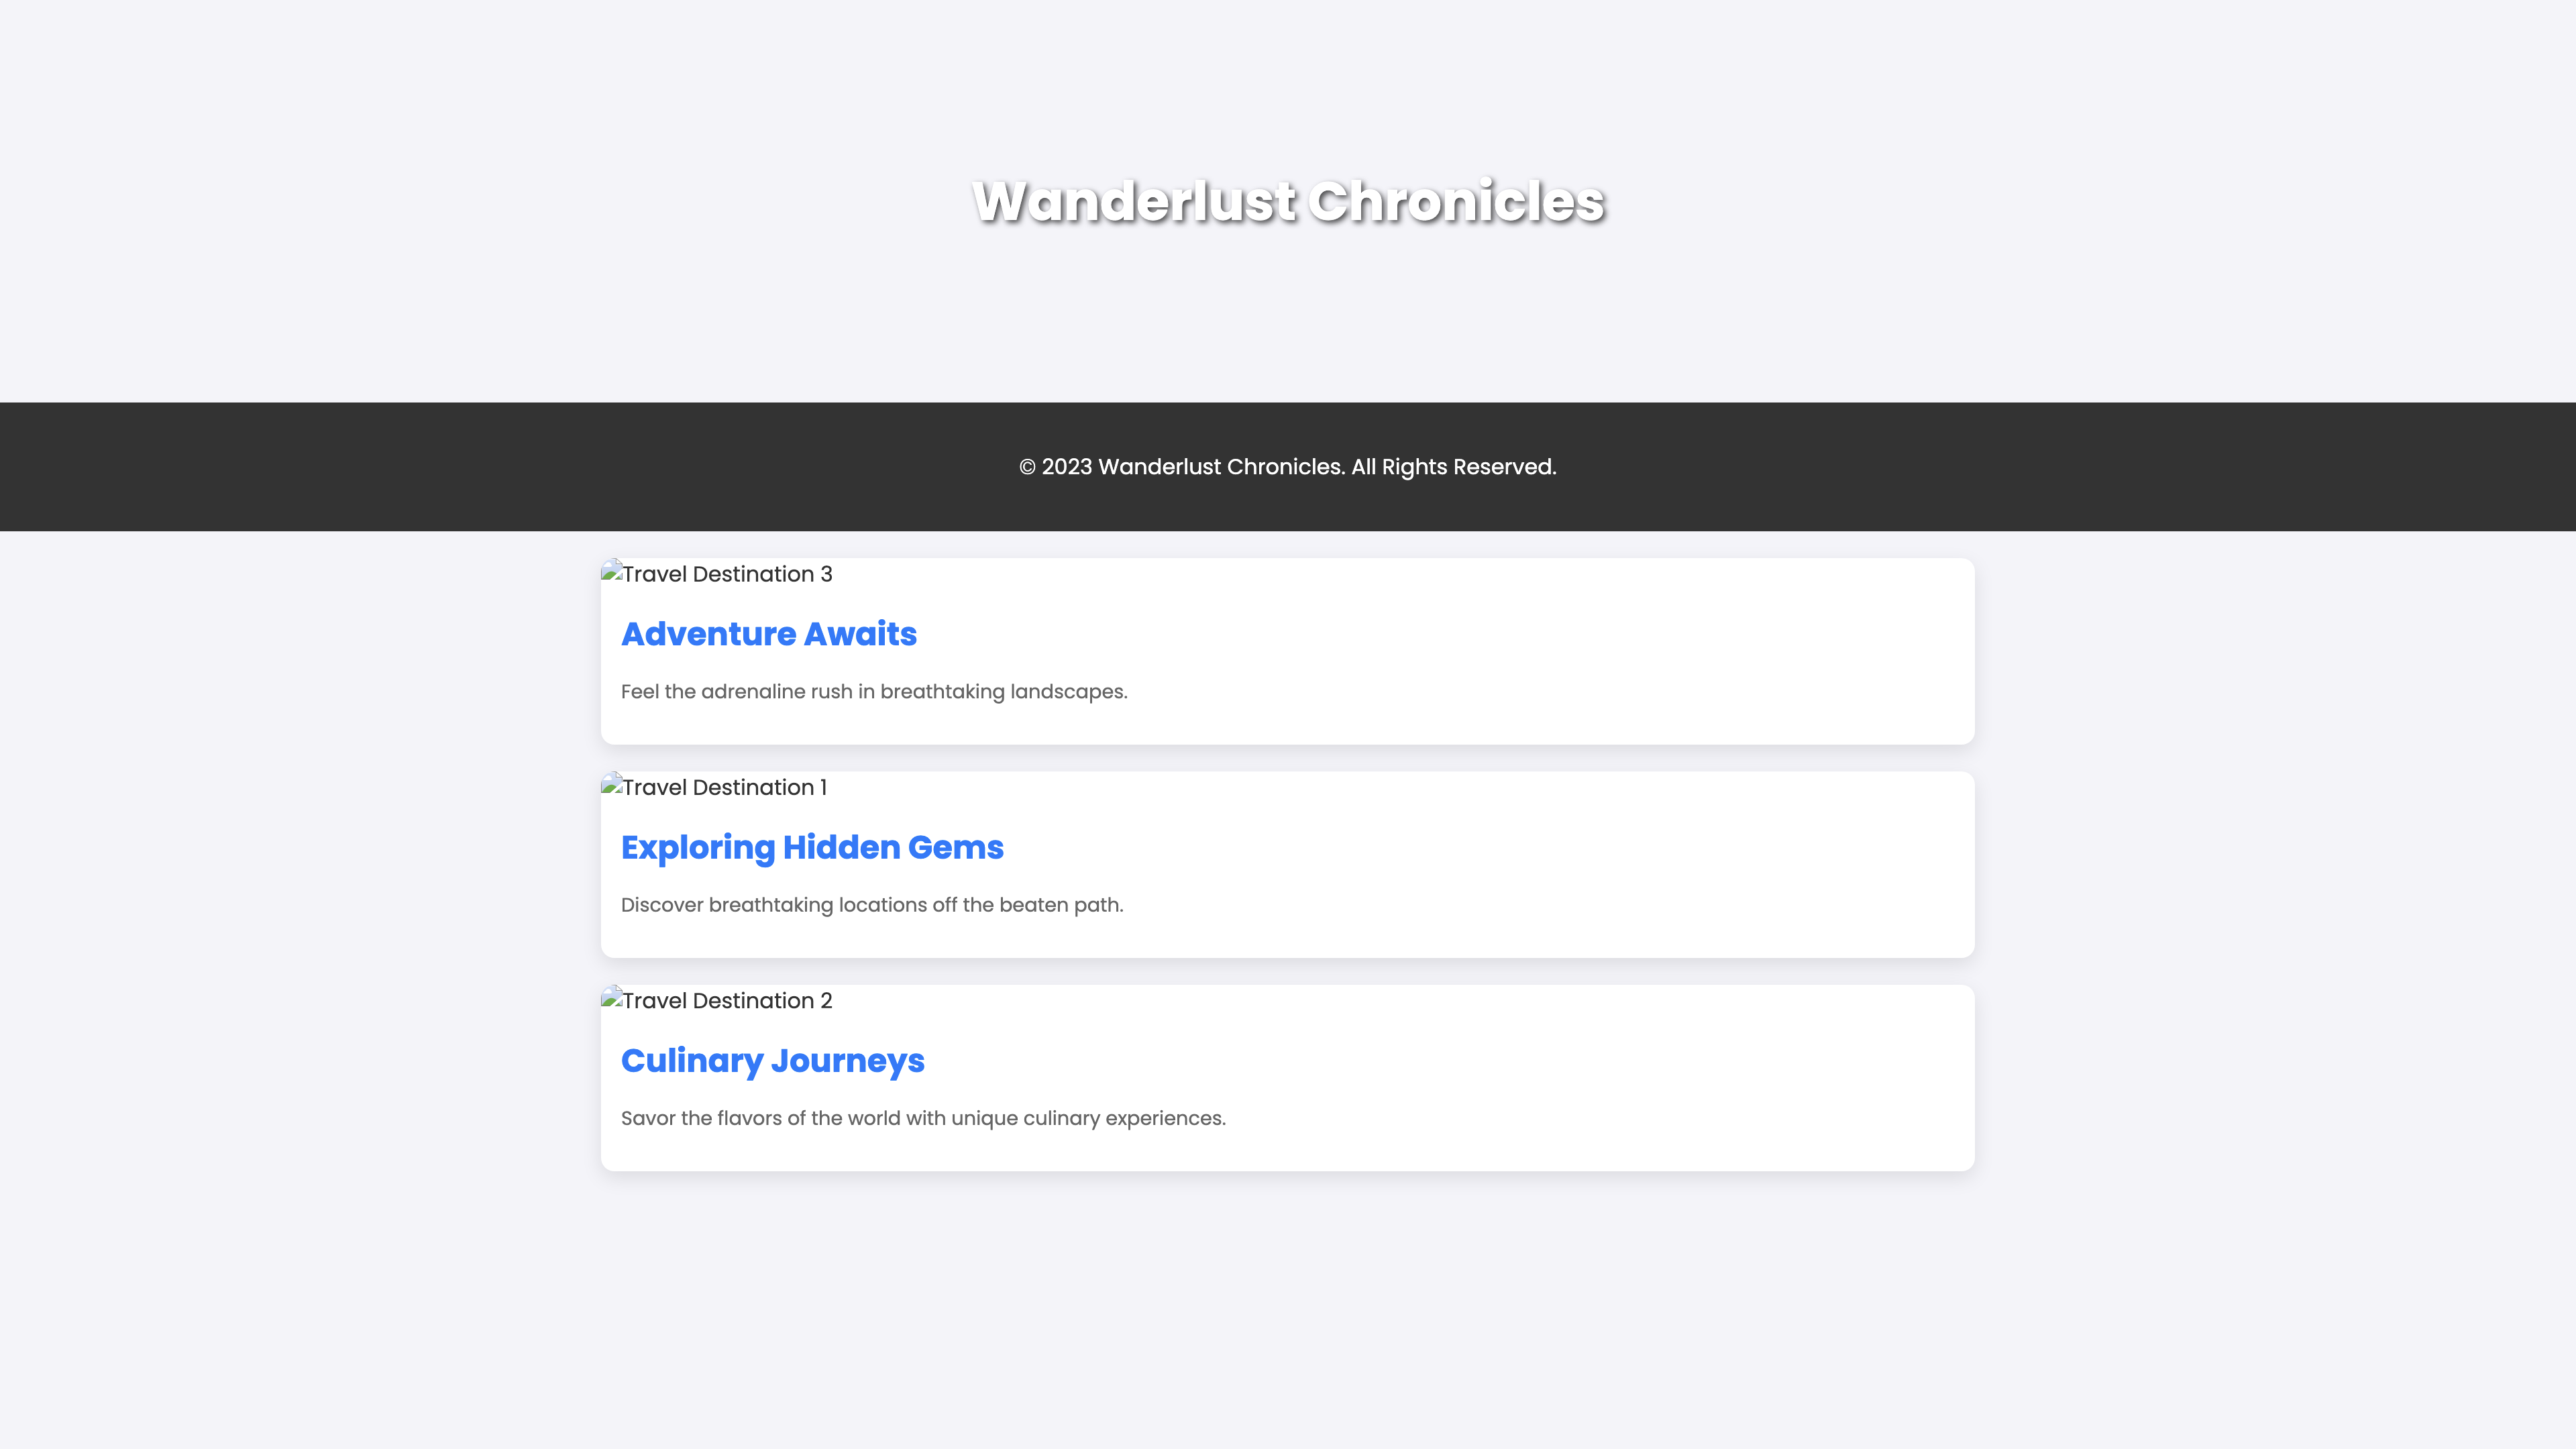 Wanderlust Chronicles
© 2023 Wanderlust Chronicles. All Rights Reserved.
Travel Destination 3
Adventure Awaits
Feel the adrenaline rush in breathtaking landscapes.
Travel Destination 1
Exploring Hidden Gems
Discover breathtaking locations off the beaten path.
Travel Destination 2
Culinary Journeys
Savor the flavors of the world with unique culinary experiences.